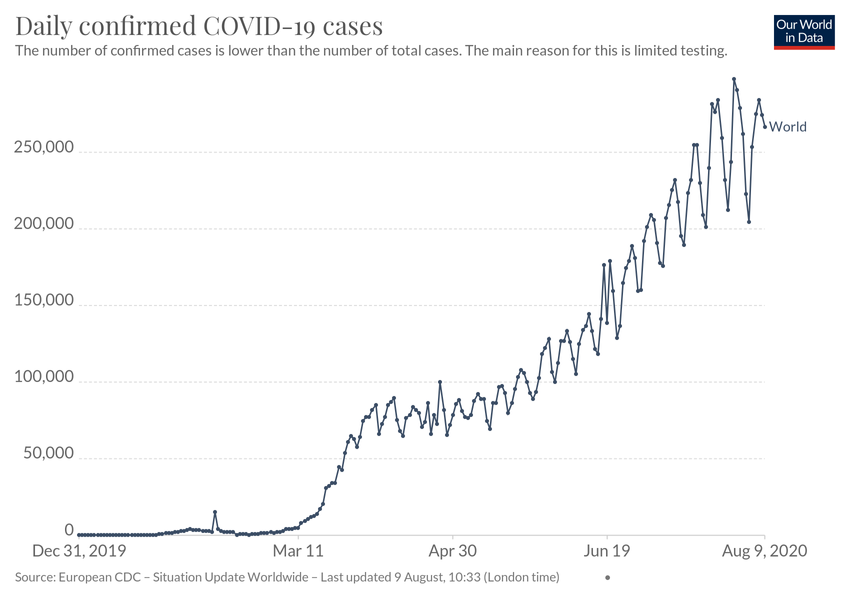 Daily confirmed COVID-19 cases
The number of confirmed cases is lower than the number of total cases. The main reason for this is limited testing.
Our World
in Data
World
250,000
200,000
150,000
100,000
50,000
0
Dec 31, 2019
Mar 11
Apr 30
Jun 19
Aug 9, 2020
Source: European CDC – Situation Update Worldwide – Last updated 9 August, 10:33 (London time)